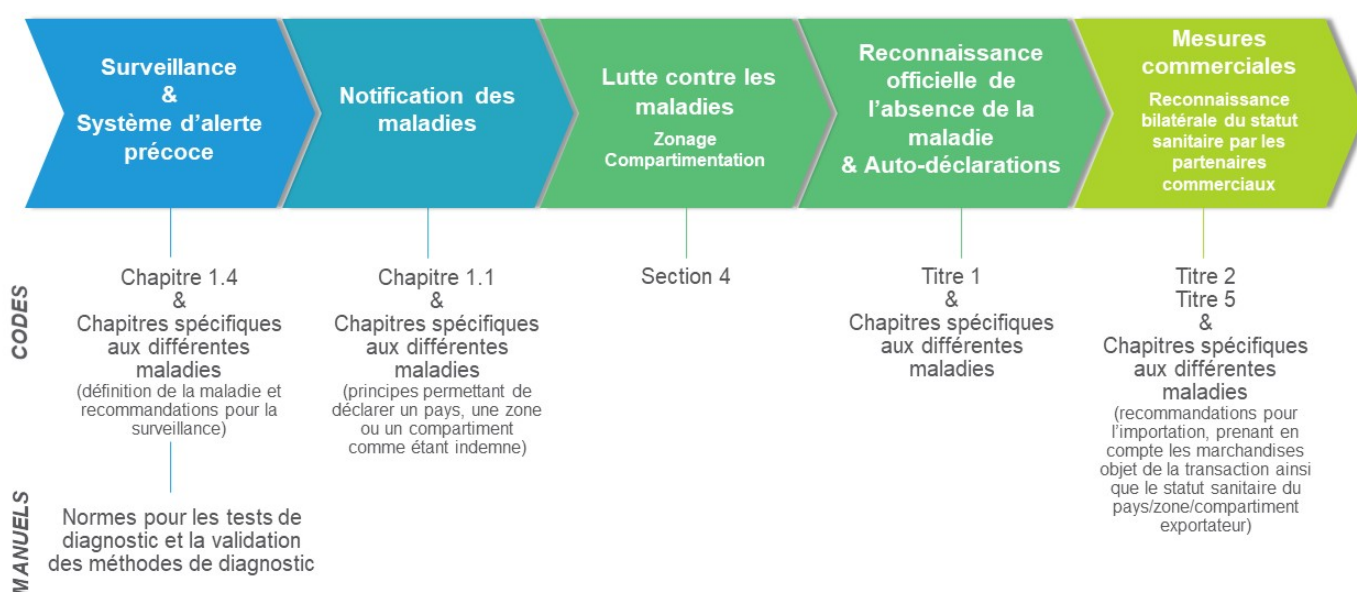 Surveillance
&
Système d’alerte
précoce
Notification des
maladies
Lutte contre les
maladies
Zonage
Compartimentation
Reconnaissance
officielle de
l’absence de la
maladie
& Auto-déclarations
Mesures
commerciales
Reconnaissance
bilatérale du statut
sanitaire par les
partenaires
commerciaux
CODES
Chapitre 1.4
&
Chapitres spécifiques
aux différentes
maladies
(définition de la maladie et
recommandations pour la
surveillance)
Chapitre 1.1
&
Chapitres spécifiques
aux différentes
maladies
(principes permettant de
déclarer un pays, une zone
ou un compartiment
comme étant indemne)
Section 4
Titre 1
&
Chapitres spécifiques
aux différentes
maladies
Titre 2
Titre 5
&
Chapitres spécifiques
aux différentes
maladies
(recommandations pour
l’importation, prenant en
compte les marchandises
objet de la transaction ainsi
que le statut sanitaire du
pays/zone/compartiment
exportateur)
MANUELS
Normes pour les tests de
diagnostic et la validation
des méthodes de diagnostic